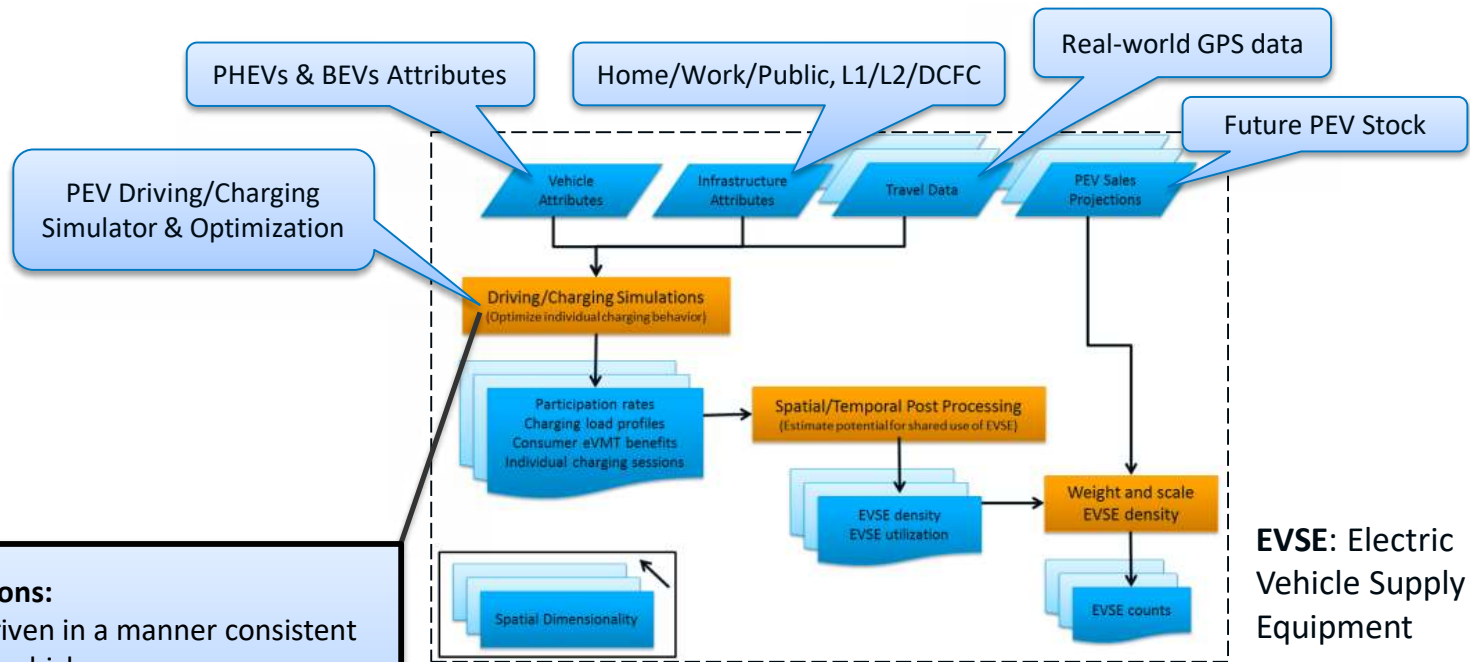 Real-world GPS data
PHEVs & BEVs Attributes
Home/Work/Public, L1/L2/DCFC
Future PEV Stock
PEV Driving/Charging
Simulator & Optimization
Vehicle
Attributes
Infrastructure
Attributes
Travel Data
PEV Sales
Projections
Driving/Charging Simulations
(Optimize individual charging behavior)
Participation rates
Charging load profiles
Consumer eVMT benefits
Individual charging sessions
Spatial/Temporal Post Processing
(Estimate potential for shared use of EVSE)
EVSE density
EVSE utilization
Weight and scale
EVSE density
EVSE counts
Spatial Dimensionality
EVSE: Electric
Vehicle Supply
Equipment
ons:
riven in a manner consistent